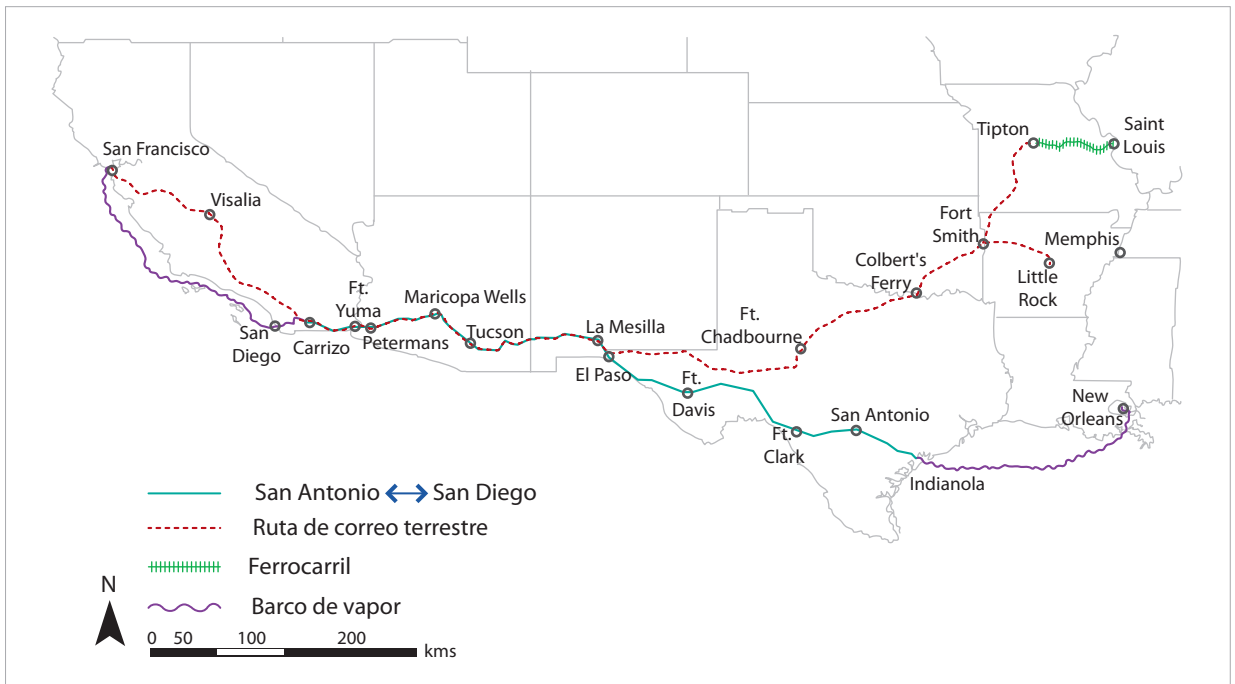 Tipton
Saint
Louis
San Francisco
Visalia
Fort
Smith
Memphis
Colbert's
Ferry
Little
Rock
Ft.
Yuma
Maricopa Wells
La Mesilla
Ft.
Chadbourne
San
Diego
Carrizo
Petermans
Tucson
El Paso
Ft.
Davis
New
Orleans
San Antonio
Ft.
Clark
Indianola
San Antonio San Diego
Ruta de correo terrestre
Ferrocarril
Barco de vapor
N
0 50 100 200
kms